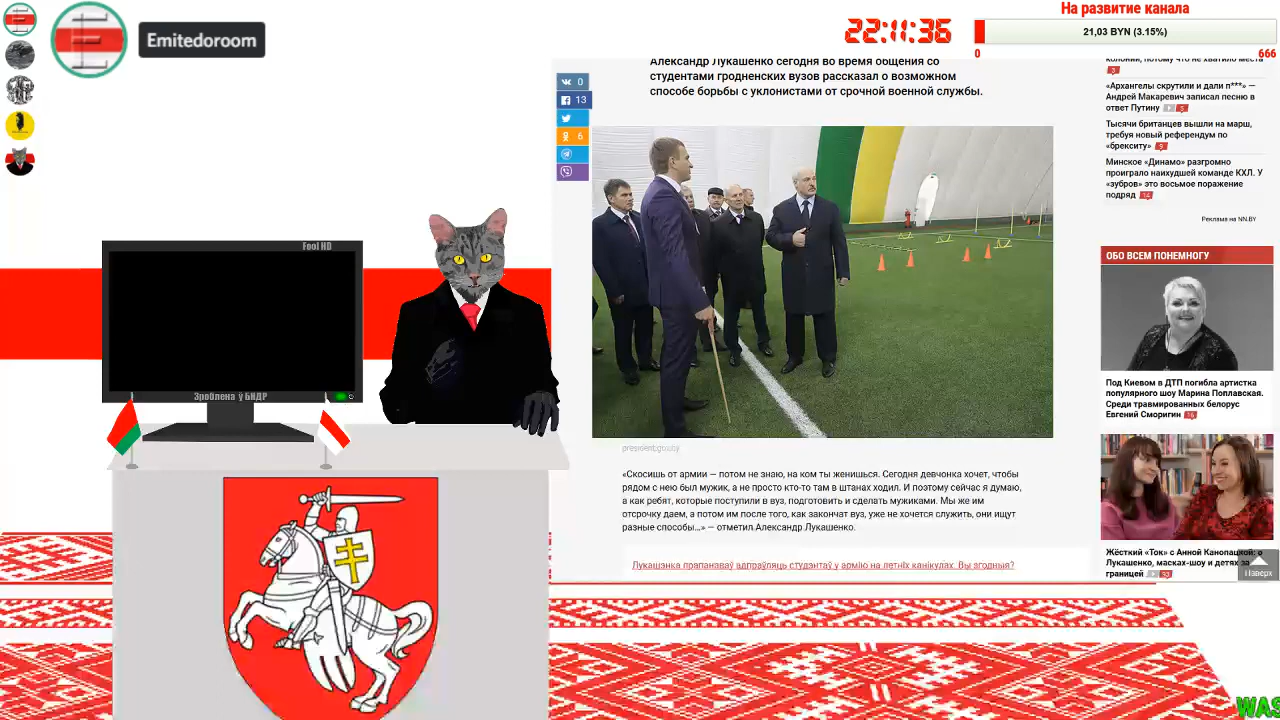 Emitedoroom
22:11:36
На развитие канала
21,03 BYN (3.15%)
0
666
Александр Лукашенко сегодня во время общения со
студентами гродненских вузов рассказал о возможном
способе борьбы с уклонистами от срочной военной службы.
0
13
6
president.gov.by
«Скосишь от армии — потом не знаю, на ком ты женишься. Сегодня девчонка хочет, чтобы
рядом с нею был мужик, а не просто кто-то там в штанах ходил. И поэтому сейчас я думаю,
а как ребят, которые поступили в вуз, подготовить и сделать мужиками. Мы же им
отсрочку даем, а потом им после того, как закончат вуз, уже не хочется служить, они ищут
разные способы...» — отметил Александр Лукашенко.
Лукашэнка прапанаваў адпраўляць студэнтаў у армію на летніх канікулах. Вы згодныя?
колонии, потому что не хватило места
3
«Архангелы скрутили и дали п***» —
Андрей Макаревич записал песню в
ответ Путину 5
Тысячи британцев вышли на марш,
требуя новый референдум по
«брекситу» 9
Минское «Динамо» разгромно
проиграло наихудшей команде КХЛ. У
«зубров» это восьмое поражение
подряд 14
Реклама на NN.BY
ОБО ВСЕМ ПОНЕМНОГУ
Под Киевом в ДТП погибла артистка
популярного шоу Марина Поплавская.
Среди травмированных белорус
Евгений Сморигин 16
Жёсткий «Ток» с Анной Канопацкой: о
Лукашенко, масках-шоу и детях за
границей 35
Наверх
Fool HD
Зроблена ў БНДР
WAS